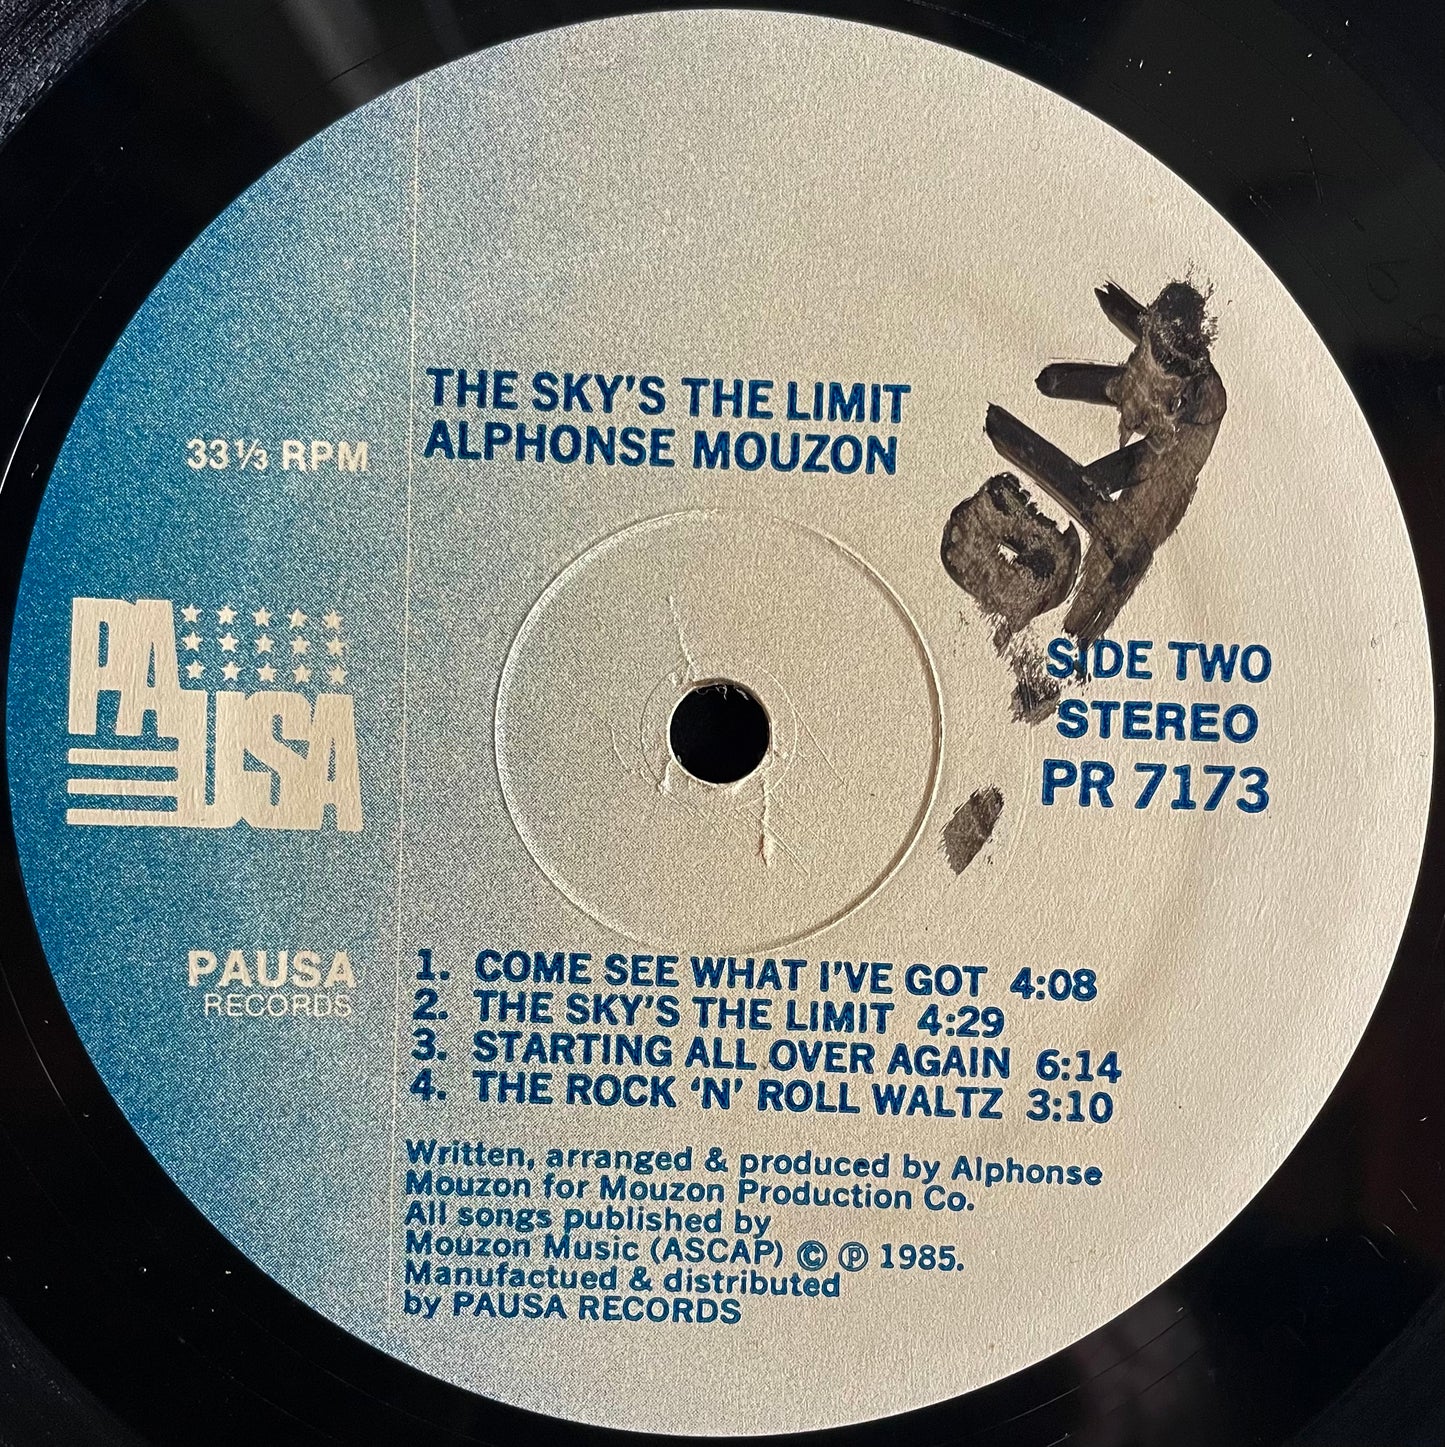 THE SKY'S THE LIMIT
ALPHONSE MOUZON
33⅓ RPM
PAUSA
SIDE TWO
STEREO
PR 7173
PAUSA
RECORDS
1. COME SEE WHAT I'VE GOT 4:08
2. THE SKY'S THE LIMIT 4:29
3. STARTING ALL OVER AGAIN 6:14
4. THE ROCK ‘N’ ROLL WALTZ 3:10
Written, arranged & produced by Alphonse
Mouzon for Mouzon Production Co.
All songs published by
Mouzon Music (ASCAP) © ℗ 1985.
Manufactued & distributed
by PAUSA RECORDS